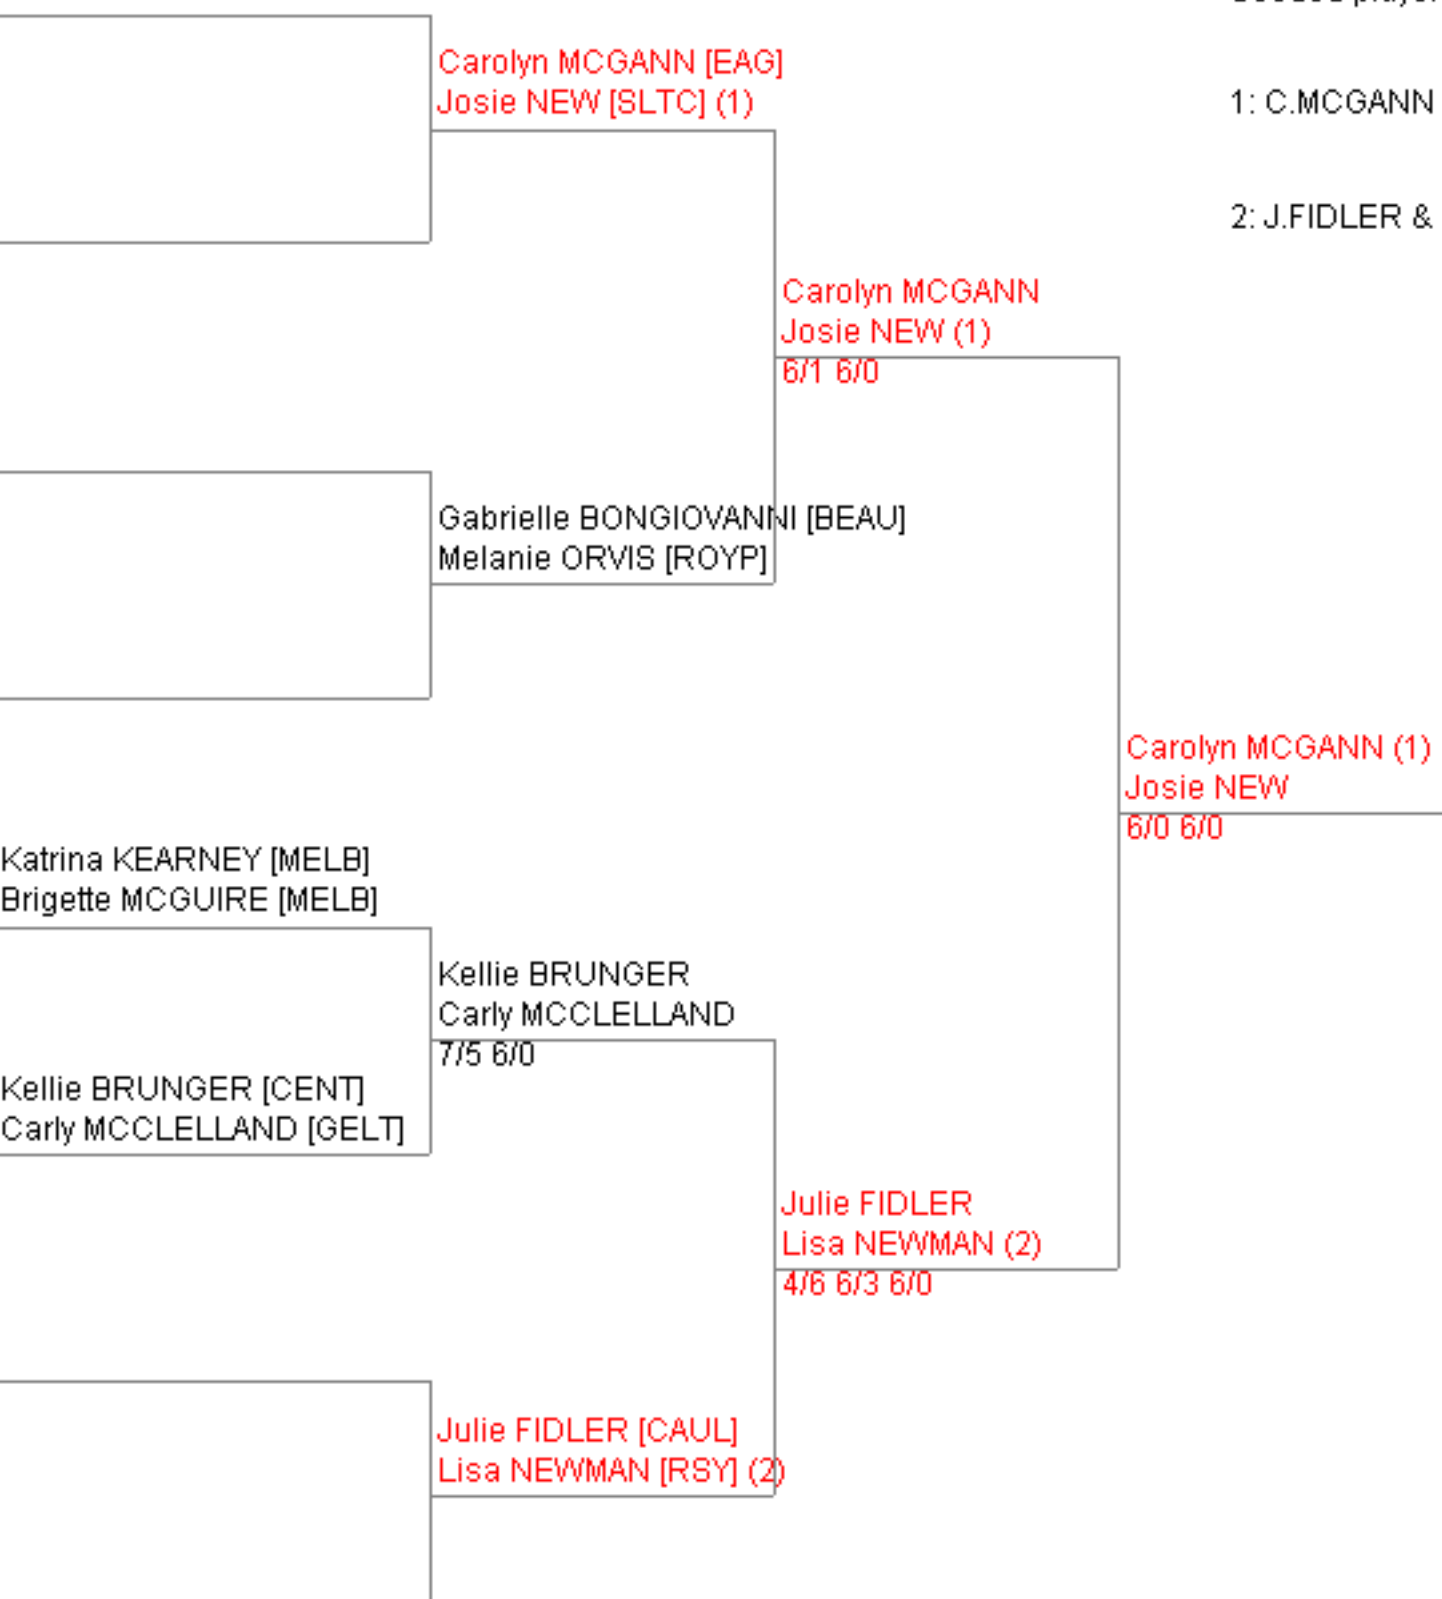 Carolyn MCGANN [EAG]
Josie NEW [SLTC] (1)
1: C.MCGANN
2: J.FIDLER &
Carolyn MCGANN
Josie NEW (1)
6/1 6/0
Gabrielle BONGIOVANNI [BEAU]
Melanie ORVIS [ROYP]
Carolyn MCGANN (1)
Josie NEW
6/0 6/0
Katrina KEARNEY [MELB]
Brigette MCGUIRE [MELB]
Kellie BRUNGER
Carly MCCLELLAND
7/5 6/0
Kellie BRUNGER [CENT]
Carly MCCLELLAND [GELT]
Julie FIDLER
Lisa NEWMAN (2)
4/6 6/3 6/0
Julie FIDLER [CAUL]
Lisa NEWMAN [RSY] (2)